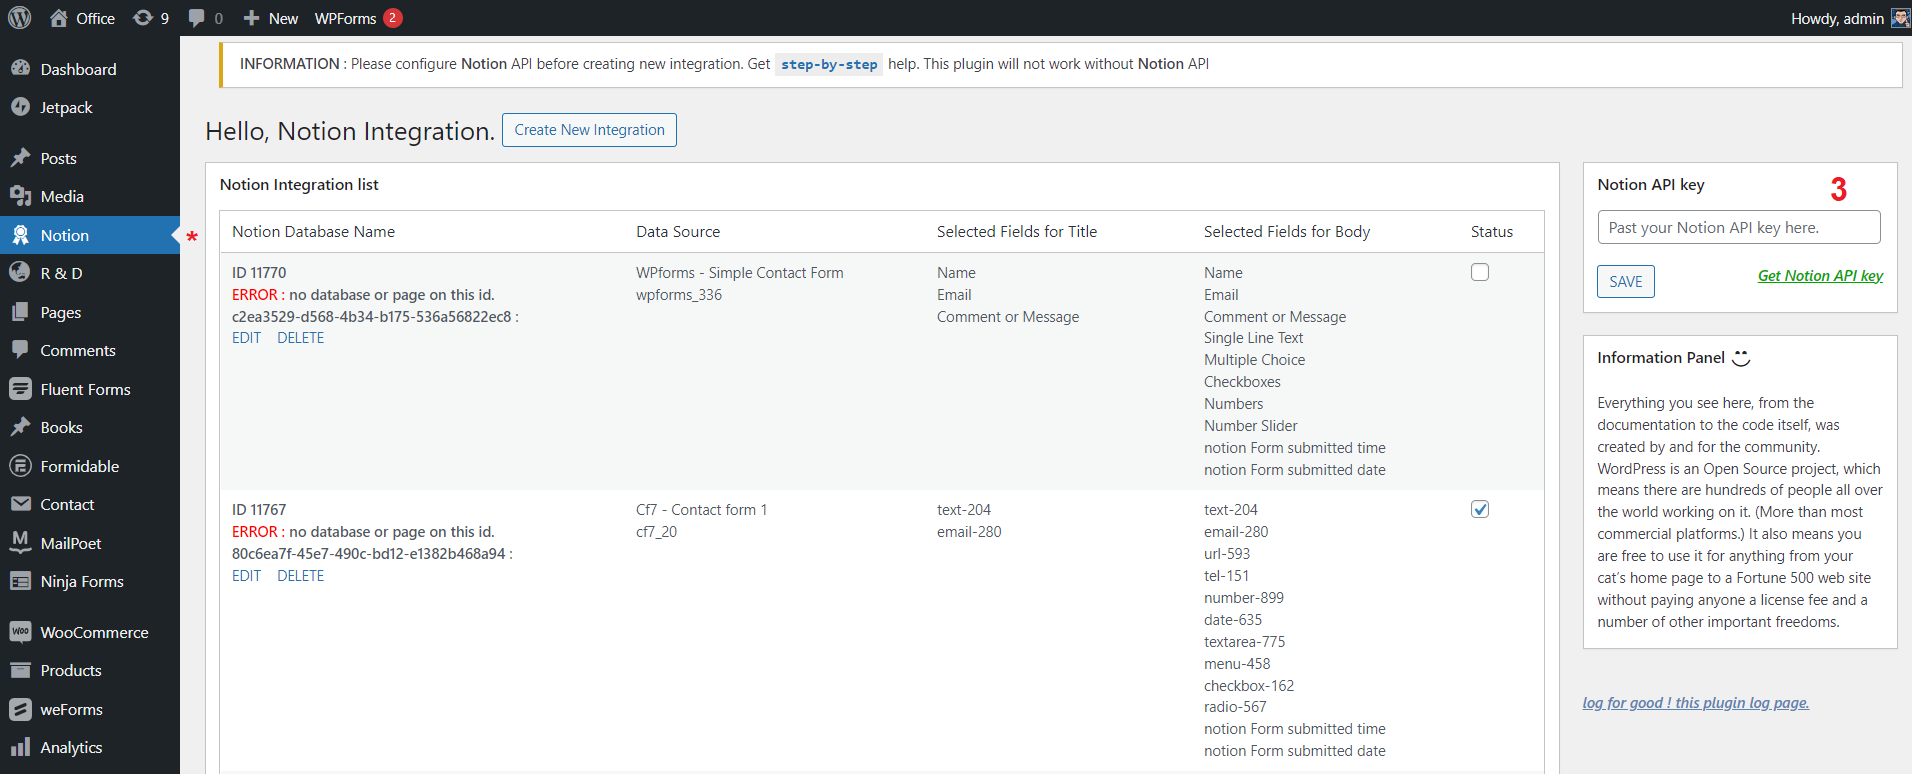 Office
9
0
New
WPForms 2
Howdy, admin
Dashboard
Jetpack
Posts
Media
Notion
R & D
Pages
Comments
Fluent Forms
Books
Formidable
Contact
MailPoet
Ninja Forms
WooCommerce
Products
weForms
Analytics
*
INFORMATION : Please configure Notion API before creating new integration. Get step-by-step help. This plugin will not work without Notion API
Hello, Notion Integration.
Create New Integration
Notion Integration list
Notion Database Name
Data Source
Selected Fields for Title
Selected Fields for Body
Status
ID 11770
ERROR : no database or page on this id.
c2ea3529-d568-4b34-b175-536a56822ec8 :
EDIT DELETE
WPforms - Simple Contact Form
wpforms_336
Name
Email
Comment or Message
Name
Email
Comment or Message
Single Line Text
Multiple Choice
Checkboxes
Numbers
Number Slider
notion Form submitted time
notion Form submitted date
ID 11767
ERROR : no database or page on this id.
80c6ea7f-45e7-490c-bd12-e1382b468a94 :
EDIT DELETE
Cf7 - Contact form 1
cf7_20
text-204
email-280
text-204
email-280
url-593
tel-151
number-899
date-635
textarea-775
menu-458
checkbox-162
radio-567
notion Form submitted time
notion Form submitted date
Notion API key
3
Past your Notion API key here.
SAVE
Get Notion API key
Information Panel
Everything you see here, from the
documentation to the code itself, was
created by and for the community.
WordPress is an Open Source project, which
means there are hundreds of people all over
the world working on it. (More than most
commercial platforms.) It also means you
are free to use it for anything from your
cat's home page to a Fortune 500 web site
without paying anyone a license fee and a
number of other important freedoms.
log for good ! this plugin log page.